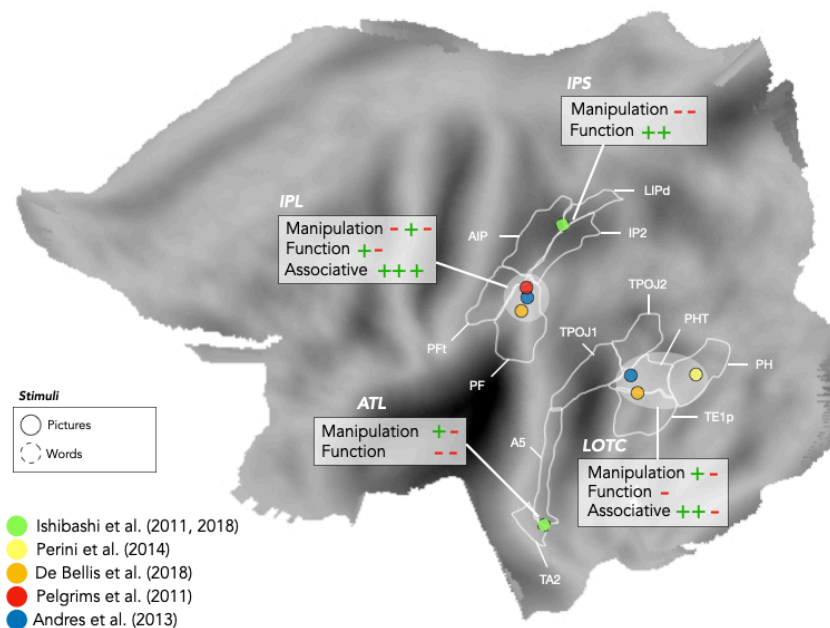 IPS
Manipulation - -
Function ++
LIPd
IPL
Manipulation - + -
Function + -
Associative +++
AIP
IP2
TPOJ2
TPOJ1
PHT
PFt
PH
PF
Stimuli
Pictures
Words
ATL
Manipulation + -
Function - -
TE1p
A5
LOTC
Manipulation + -
Function -
Associative ++ -
Ishibashi et al. (2011, 2018)
Perini et al. (2014)
De Bellis et al. (2018)
TA2
Pelgrims et al. (2011)
Andres et al. (2013)